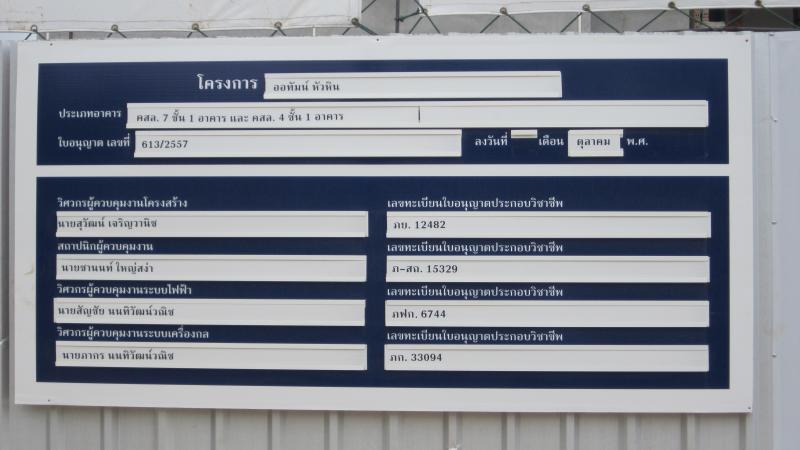 โครงการ ออทัมน์ หัวหิน
ประเภทอาคาร คสล. 7 ชั้น 1 อาคาร และ คสล. 4 ชั้น 1 อาคาร
ใบอนุญาต เลขที่ 613/2557 ลงวันที่ เดือน ตุลาคม พ.ศ.
วิศวกรผู้ควบคุมงานโครงสร้าง เลขทะเบียนใบอนุญาตประกอบวิชาชีพ
นายสุวัฒน์ เจริญวานิช ภย. 12482
สถาปนิกผู้ควบคุมงาน เลขทะเบียนใบอนุญาตประกอบวิชาชีพ
นายชานนท์ ใหญ่สง่า ภ-สถ. 15329
วิศวกรผู้ควบคุมงานระบบไฟฟ้า เลขทะเบียนใบอนุญาตประกอบวิชาชีพ
นายสัญชัย นนทิวัฒน์วณิช ภฟก. 6744
วิศวกรผู้ควบคุมงานระบบเครื่องกล เลขทะเบียนใบอนุญาตประกอบวิชาชีพ
นายภากร นนทิวัฒน์วณิช ภก. 33094